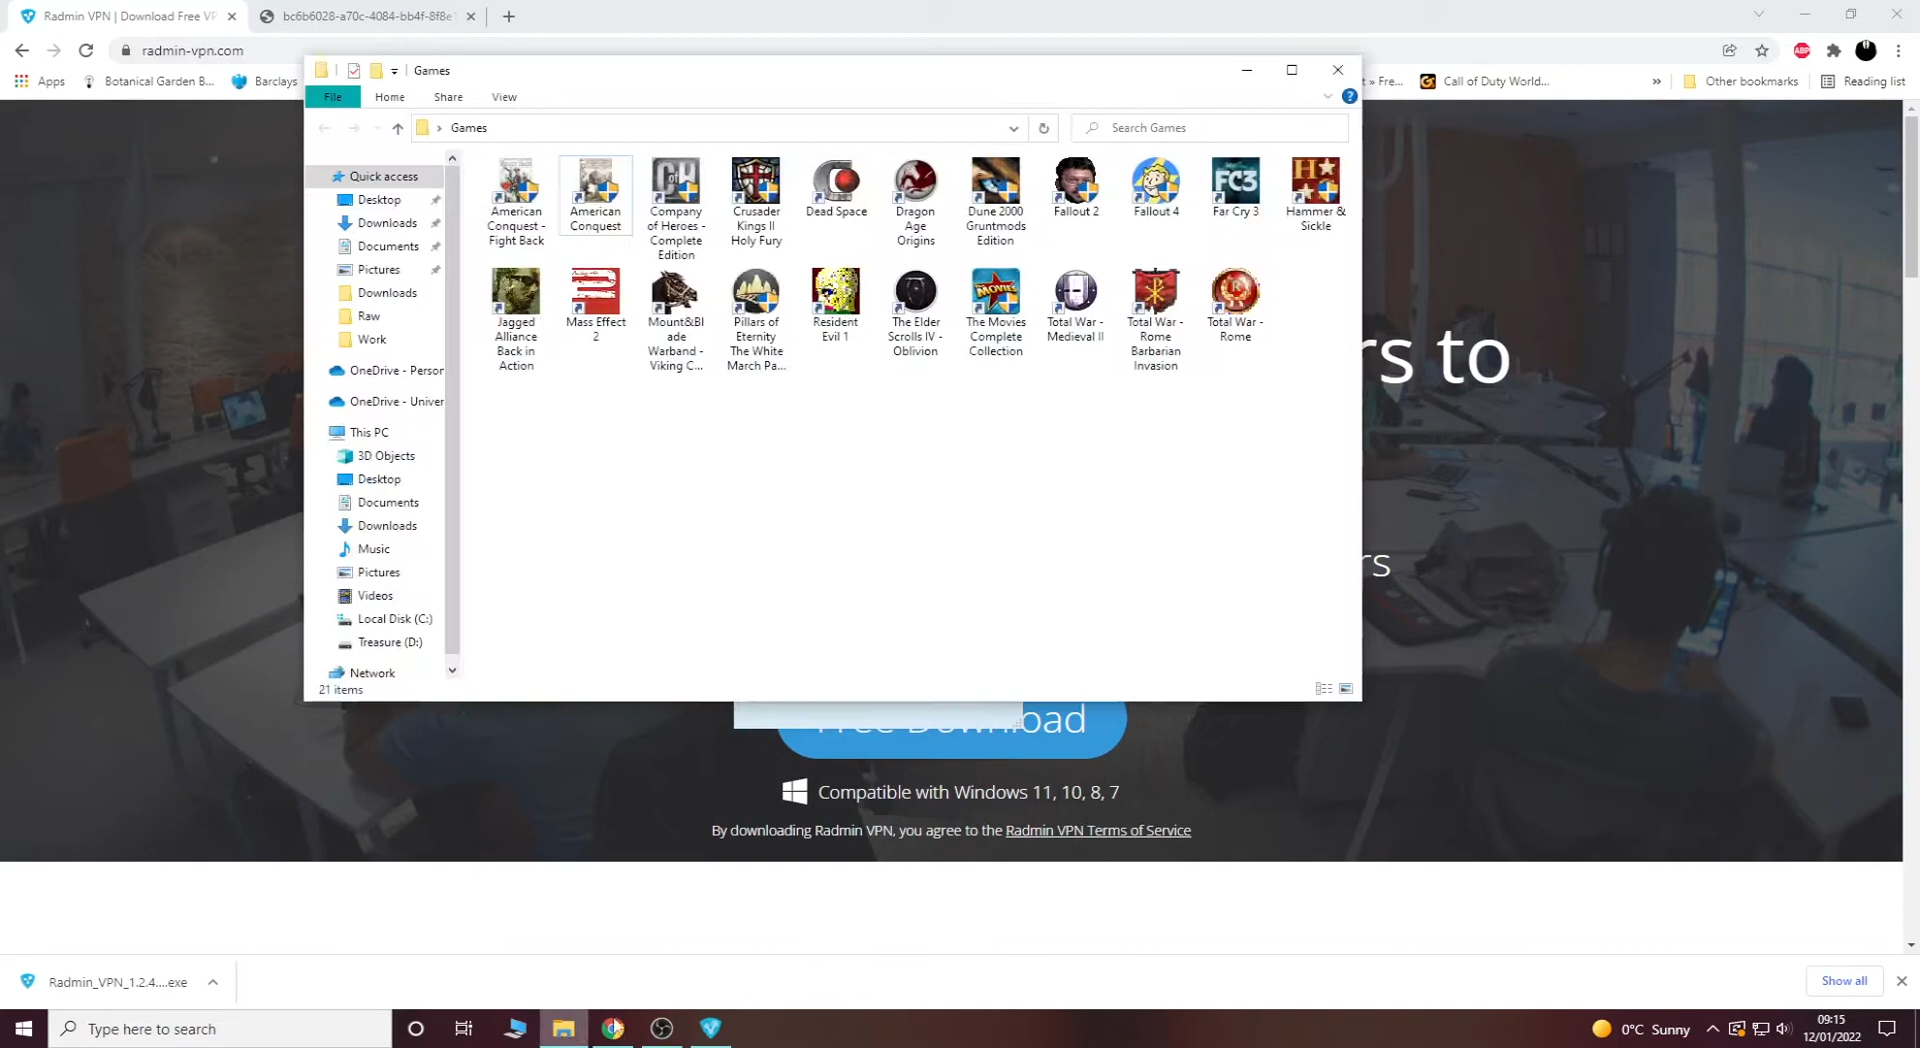 Radmin VPN | Download Free VP
bc6b6028-a70c-4084-bb4f-8f8e
radmin-vpn.com
Apps
Botanical Garden B...
Barclays
t » Fre...
Call of Duty World...
»
Other bookmarks
Reading list
Games
File
Home
Share
View
Games
Search Games
Quick access
Desktop
Downloads
Documents
Pictures
Downloads
Raw
Work
OneDrive - Person
OneDrive - Univer
This PC
3D Objects
Desktop
Documents
Downloads
Music
Pictures
Videos
Local Disk (C:)
Treasure (D:)
Network
21 items
American
Conquest -
Fight Back
American
Conquest
Company
of Heroes -
Complete
Edition
Crusader
Kings II
Holy Fury
Dead Space
Dragon
Age
Origins
Dune 2000
Gruntmods
Edition
Fallout 2
Fallout 4
FC3
Far Cry 3
Hammer &
Sickle
Jagged
Alliance
Back in
Action
Mass Effect
2
Mount&Bl
ade
Warband -
Viking C...
Pillars of
Eternity
The White
March Pa...
Resident
Evil 1
The Elder
Scrolls IV -
Oblivion
MOVIES
The Movies
Complete
Collection
Total War -
Medieval II
Total War -
Rome
Barbarian
Invasion
Total War -
Rome
rs to
rs
Free Download
Compatible with Windows 11, 10, 8, 7
By downloading Radmin VPN, you agree to the Radmin VPN Terms of Service
Radmin_VPN_1.2.4....exe
Show all
Type here to search
0°C Sunny
09:15
12/01/2022